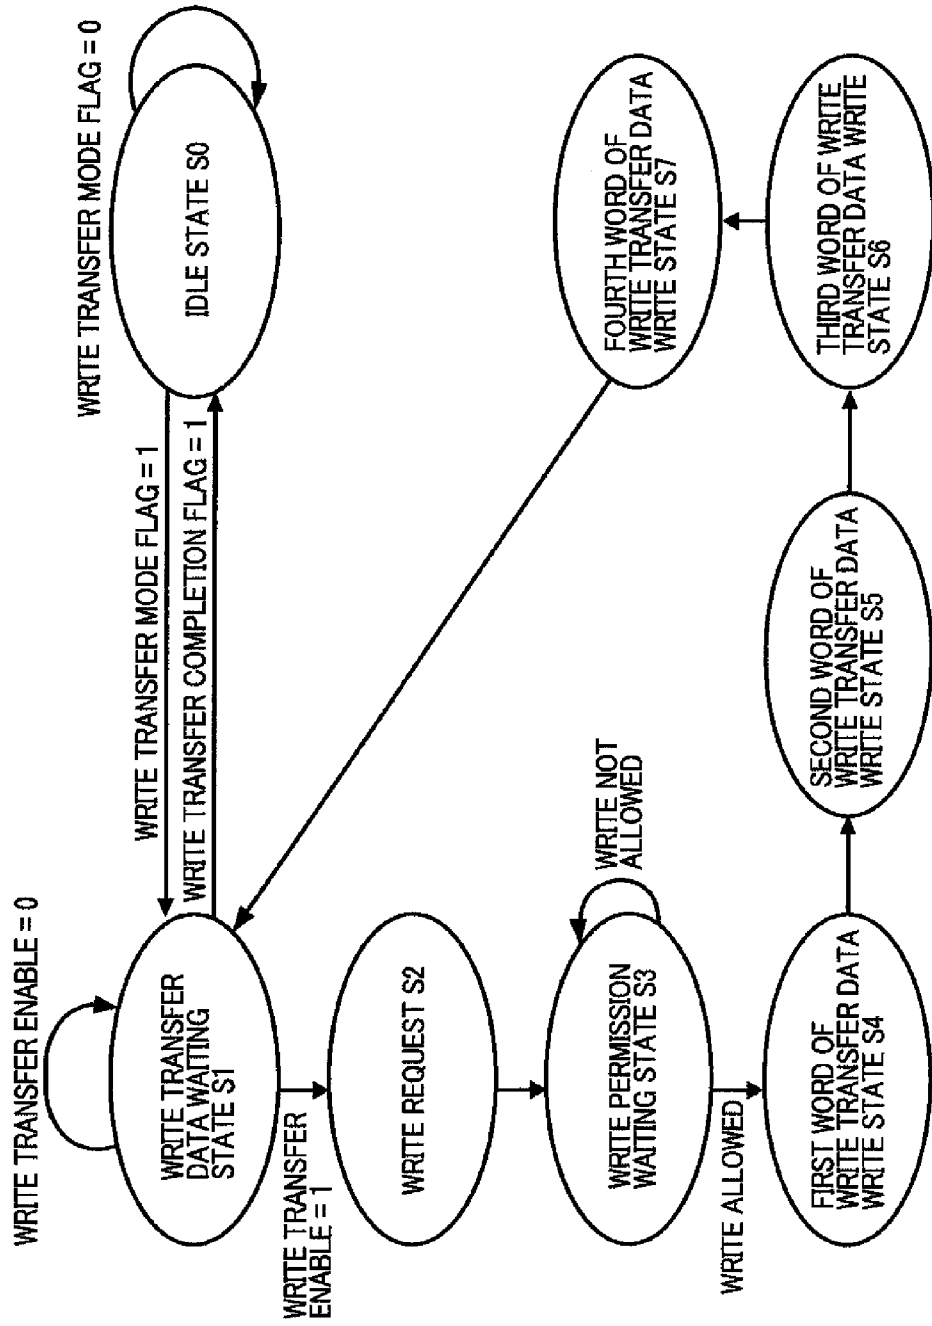 WRITE TRANSFER ENABLE = 0
WRITE TRANSFER
DATA WAITING
STATE S1
WRITE TRANSFER MODE FLAG = 1
WRITE TRANSFER COMPLETION FLAG = 1
WRITE TRANSFER MODE FLAG = 0
IDLE STATE S0
WRITE TRANSFER
ENABLE = 1
WRITE REQUEST S2
WRITE PERMISSION
WAITING STATE S3
WRITE NOT
ALLOWED
WRITE ALLOWED
FIRST WORD OF
WRITE TRANSFER DATA
WRITE STATE S4
SECOND WORD OF
WRITE TRANSFER DATA
WRITE STATE S5
THIRD WORD OF WRITE
TRANSFER DATA WRITE
STATE S6
FOURTH WORD OF
WRITE TRANSFER DATA
WRITE STATE S7